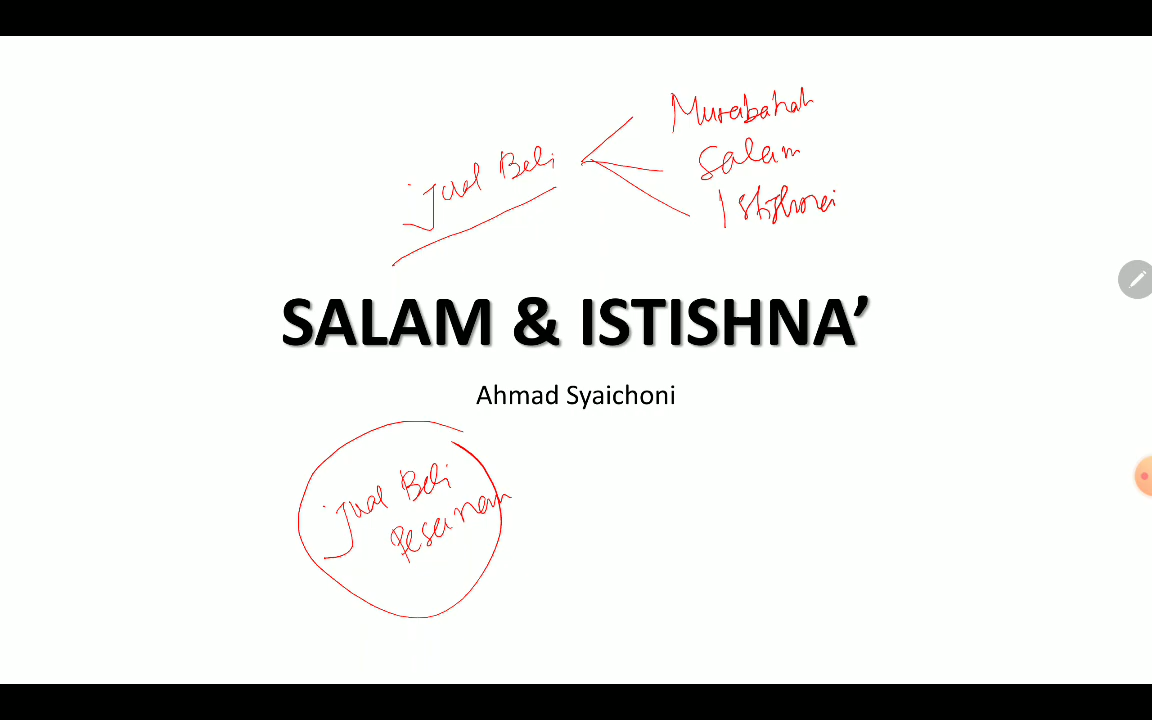 Murabahah
Jual Beli
Salam
Istishna
SALAM & ISTISHNA’
Ahmad Syaichoni
Jual Beli
Pesanan